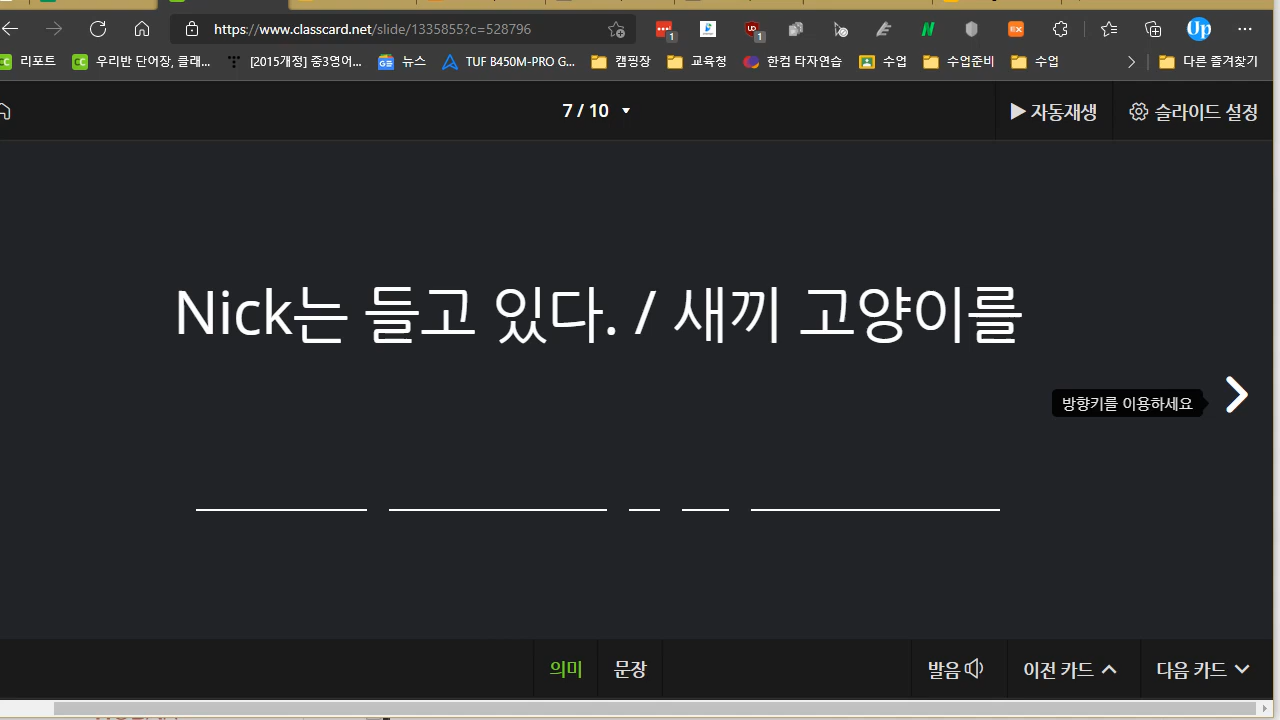 https://www.classcard.net/slide/1335855?c=528796
리포트 우리반 단어장, 클래... [2015개정] 중3영어... 뉴스 TUF B450M-PRO G... 캠핑장 교육청 한컴 타자연습 수업 수업준비 수업 다른 즐겨찾기
7 / 10 자동재생 슬라이드 설정
Nick는 들고 있다. / 새끼 고양이를
방향키를 이용하세요
의미 문장 발음 이전 카드 다음 카드